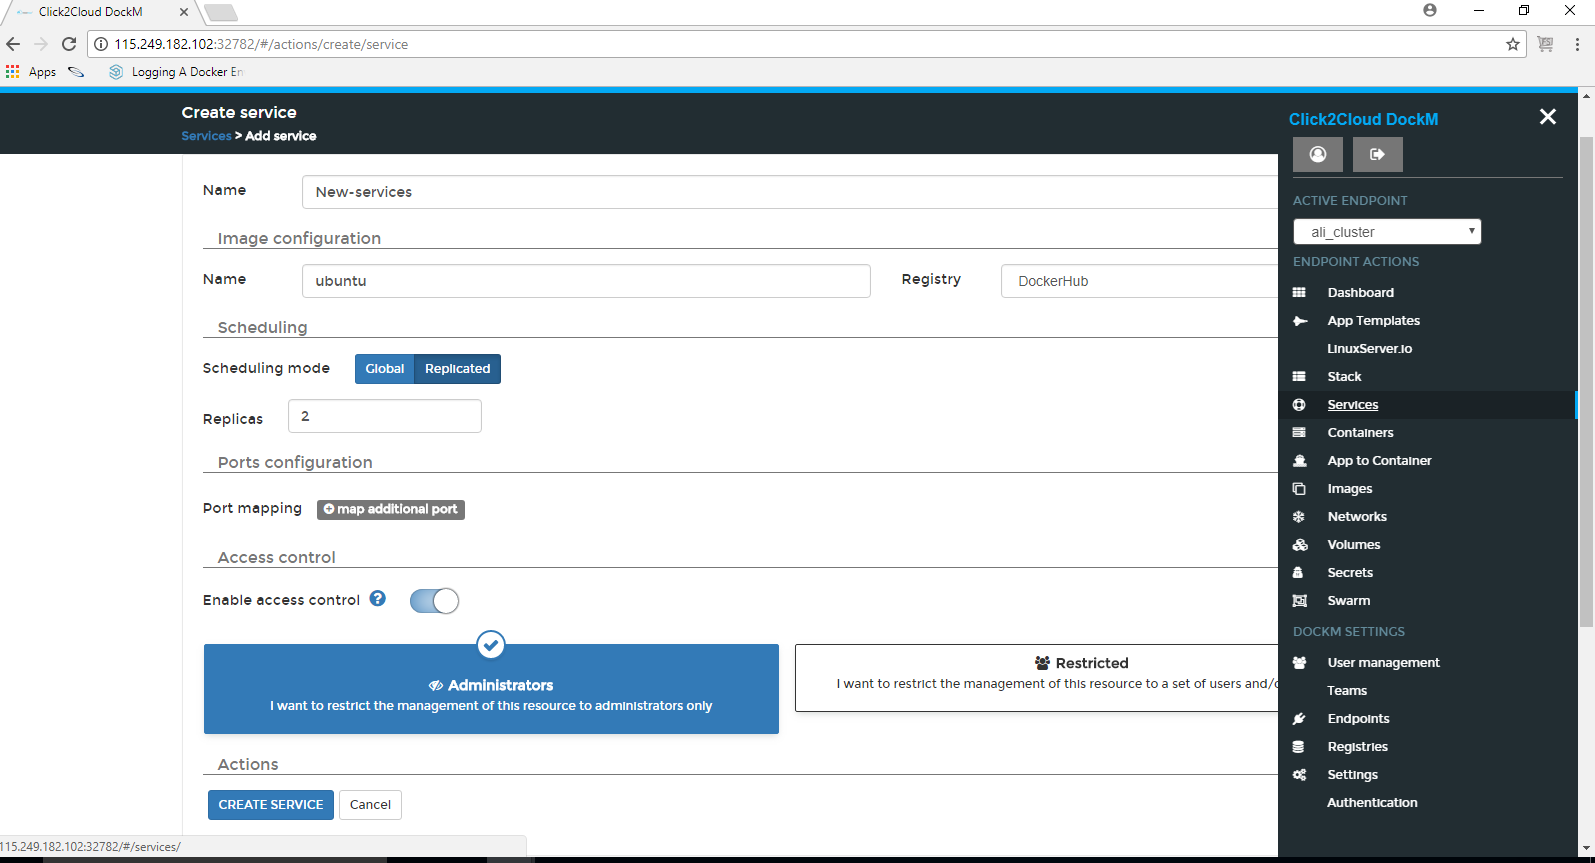 Click2Cloud DockM
115.249.182.102:32782/#/actions/create/service
Apps
Logging A Docker En
Create service
Services > Add service
Name
New-services
Image configuration
Name
ubuntu
Registry
DockerHub
Scheduling
Scheduling mode
Global
Replicated
Replicas
2
Ports configuration
Port mapping
map additional port
Access control
Enable access control
Administrators
I want to restrict the management of this resource to administrators only
Restricted
I want to restrict the management of this resource to a set of users and/
Actions
CREATE SERVICE
Cancel
115.249.182.102:32782/#/services/
Click2Cloud DockM
ACTIVE ENDPOINT
ali_cluster
ENDPOINT ACTIONS
Dashboard
App Templates
LinuxServer.io
Stack
Services
Containers
App to Container
Images
Networks
Volumes
Secrets
Swarm
DOCKM SETTINGS
User management
Teams
Endpoints
Registries
Settings
Authentication